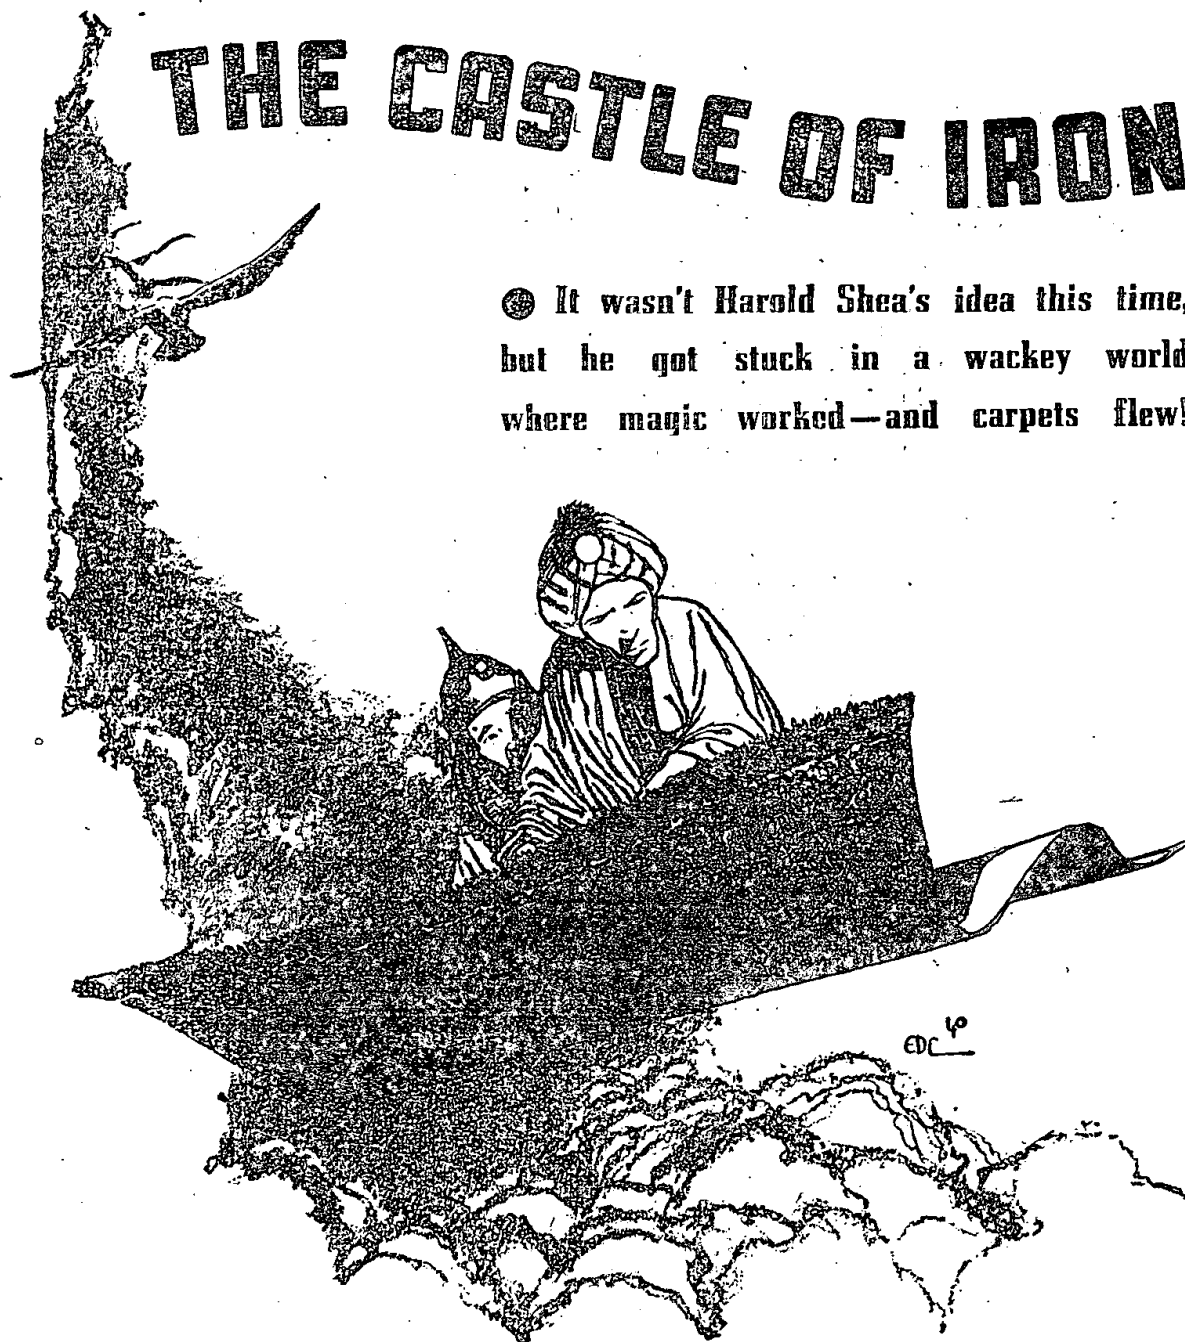 THE CASTLE OF IRON
● It wasn't Harold Shea's idea this time,
but he got stuck in a wackey world
where magic worked—and carpets flew!
EDC 40